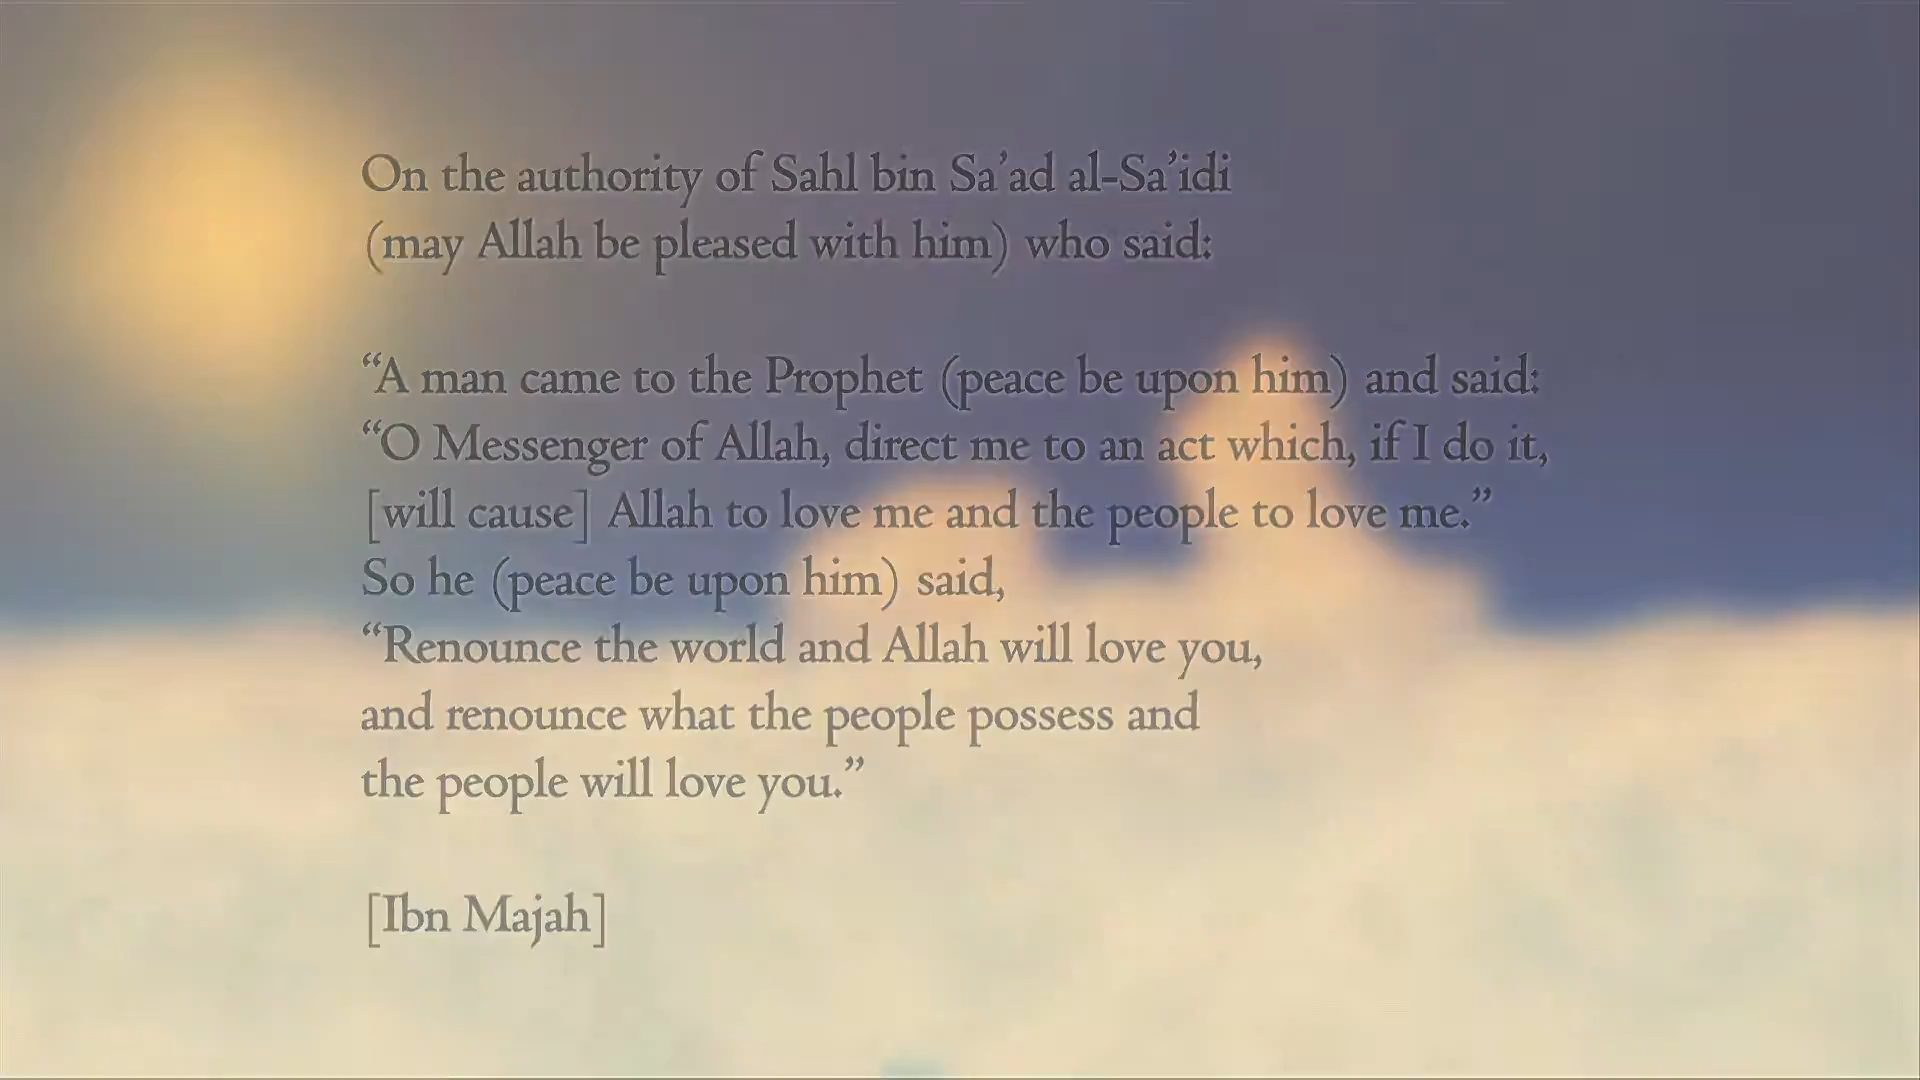 On the authority of Sahl bin Sa’ad al-Sa’idi
(may Allah be pleased with him) who said:
“A man came to the Prophet (peace be upon him) and said:
“O Messenger of Allah, direct me to an act which, if I do it,
[will cause] Allah to love me and the people to love me.”
So he (peace be upon him) said,
“Renounce the world and Allah will love you,
and renounce what the people possess and
the people will love you.”
[Ibn Majah]